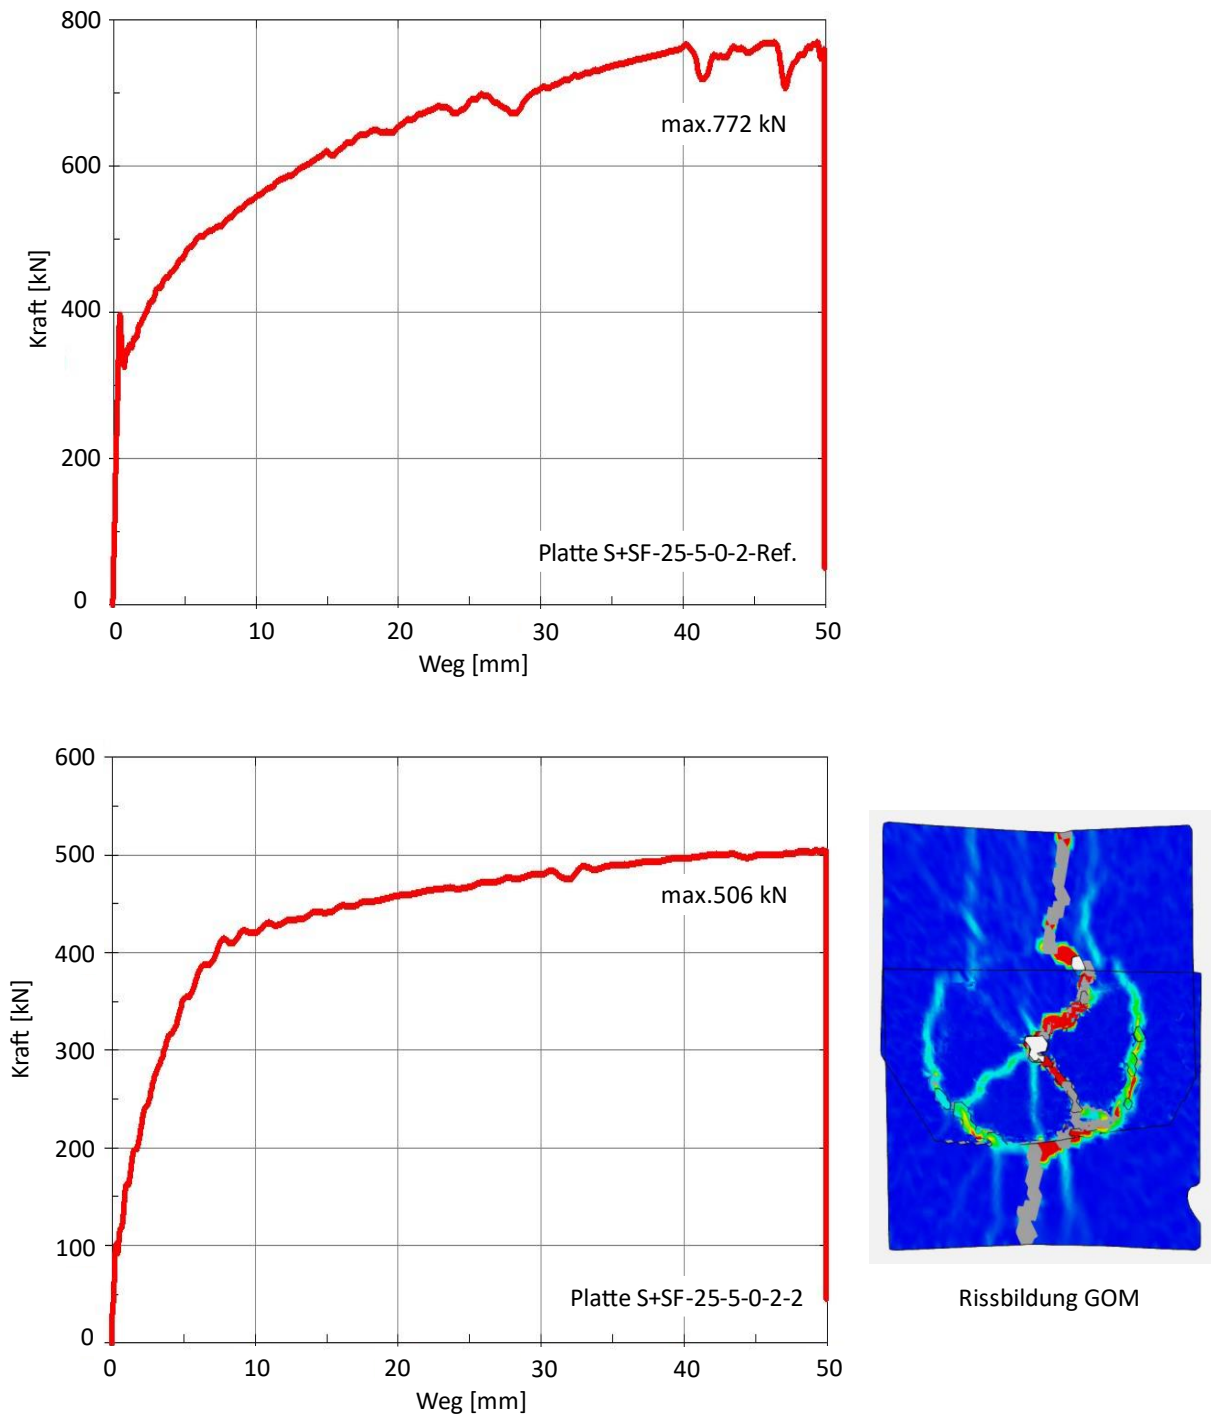 800
600
400
200
0
Kraft [kN]
max.772 kN
Platte S+SF-25-5-0-2-Ref.
0 10 20 30 40 50
Weg [mm]
600
500
400
300
200
100
0
Kraft [kN]
max.506 kN
Platte S+SF-25-5-0-2-2
0 10 20 30 40 50
Weg [mm]
Rissbildung GOM